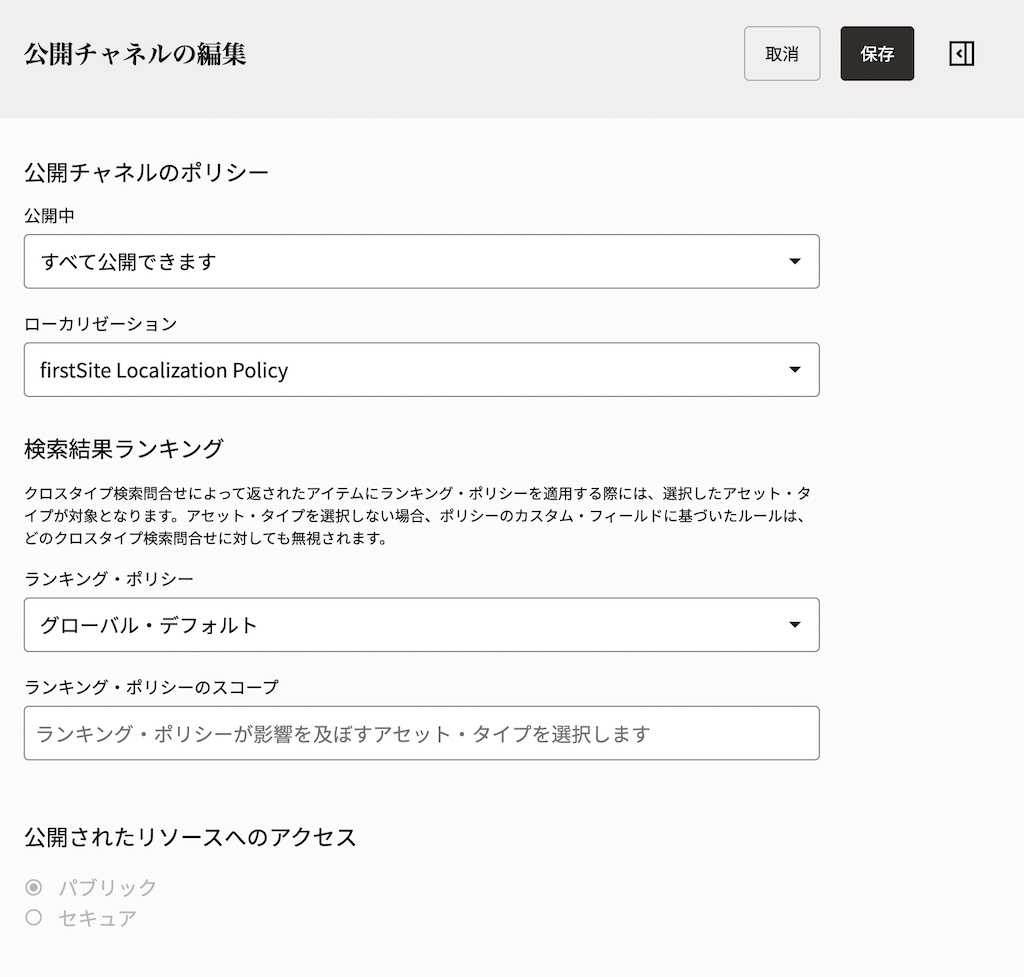 公開チャネルの編集
取消
保存
公開チャネルのポリシー
公開中
すべて公開できます
ローカリゼーション
firstSite Localization Policy
検索結果ランキング
クロスタイプ検索問合せによって返されたアイテムにランキング・ポリシーを適用する際には、選択したアセット・タ
イプが対象となります。アセット・タイプを選択しない場合、ポリシーのカスタム・フィールドに基づいたルールは、
どのクロスタイプ検索問合せに対しても無視されます。
ランキング・ポリシー
グローバル・デフォルト
ランキング・ポリシーのスコープ
ランキング・ポリシーが影響を及ぼすアセット・タイプを選択します
公開されたリソースへのアクセス
パブリック
セキュア